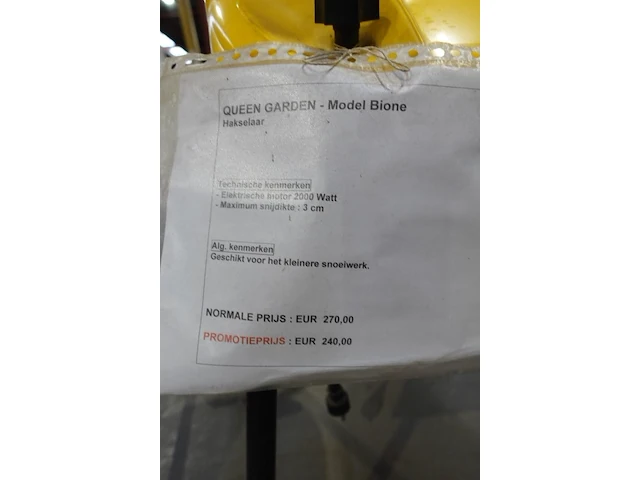 QUEEN GARDEN - Model Bione
Hakselaar
Technische kenmerken
- Elektrische motor 2000 Watt
- Maximum snijdikte : 3 cm
Alg. kenmerken
Geschikt voor het kleinere snoeiwerk.
NORMALE PRIJS : EUR 270,00
PROMOTIEPRIJS : EUR 240,00